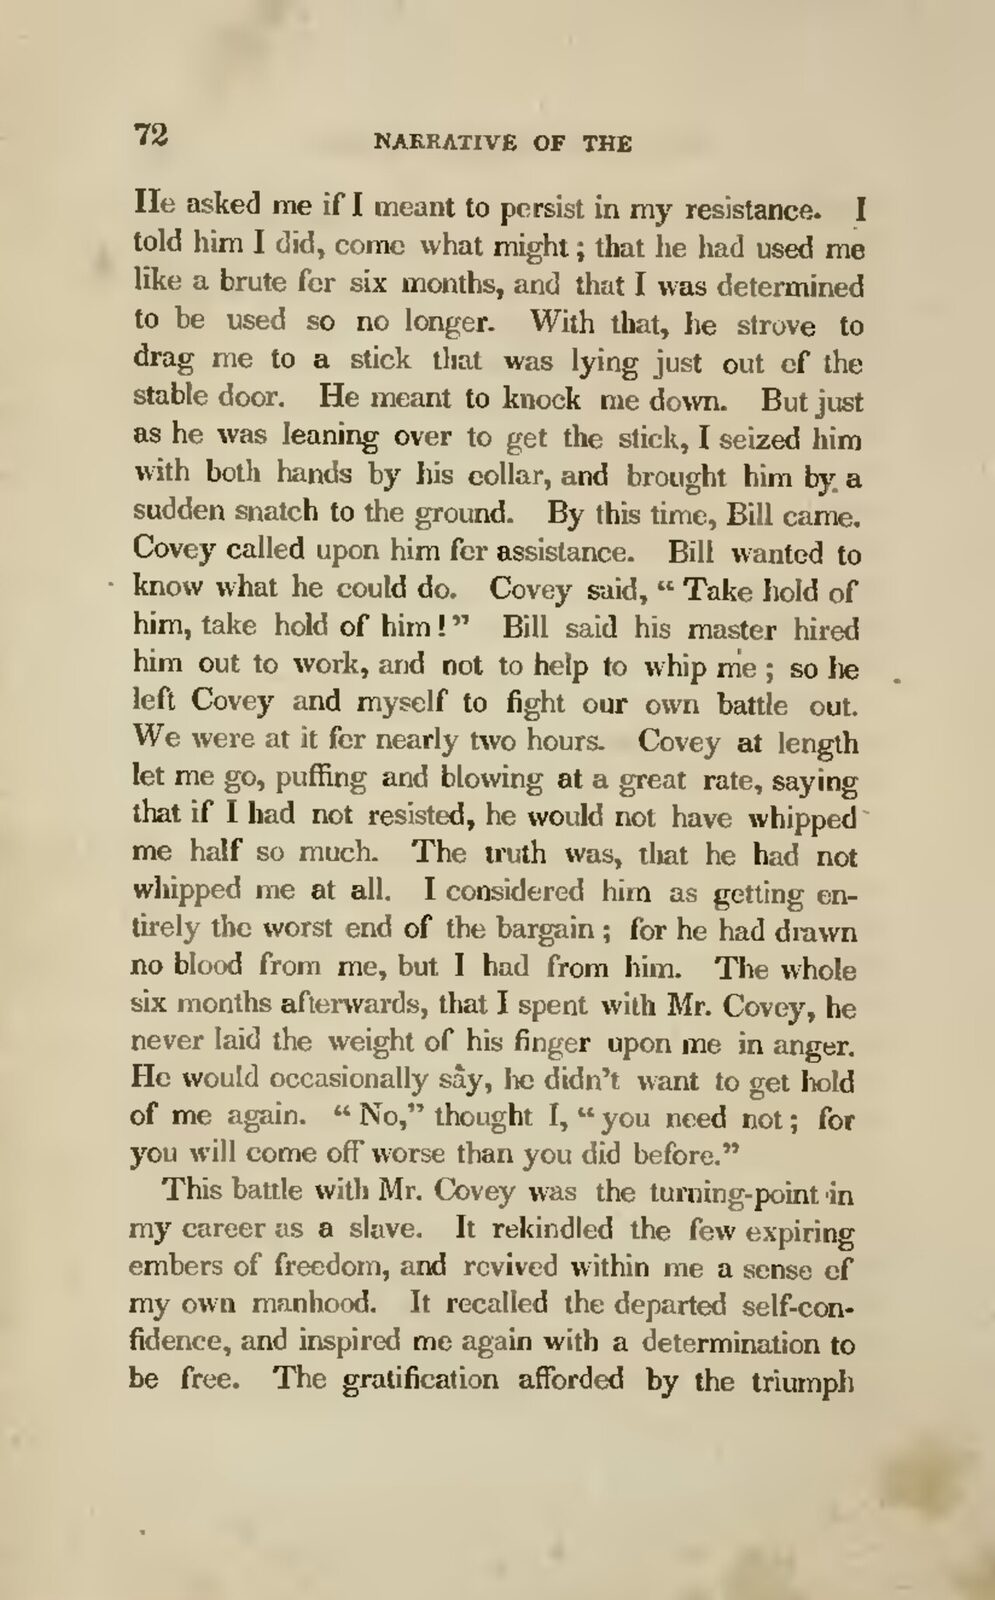 72
NARRATIVE OF THE
He asked me if I meant to persist in my resistance. I
told him I did, come what might; that he had used me
like a brute for six months, and that I was determined
to be used so no longer. With that, he strove to
drag me to a stick that was lying just out of the
stable door. He meant to knock me down. But just
as he was leaning over to get the stick, I seized him
with both hands by his collar, and brought him by a
sudden snatch to the ground. By this time, Bill came.
Covey called upon him for assistance. Bill wanted to
know what he could do. Covey said, “Take hold of
him, take hold of him!” Bill said his master hired
him out to work, and not to help to whip me; so he
left Covey and myself to fight our own battle out.
We were at it for nearly two hours. Covey at length
let me go, puffing and blowing at a great rate, saying
that if I had not resisted, he would not have whipped
me half so much. The truth was, that he had not
whipped me at all. I considered him as getting en-
tirely the worst end of the bargain; for he had drawn
no blood from me, but I had from him. The whole
six months afterwards, that I spent with Mr. Covey, he
never laid the weight of his finger upon me in anger.
He would occasionally say, he didn’t want to get hold
of me again. “No,” thought I, “you need not; for
you will come off worse than you did before.”
This battle with Mr. Covey was the turning-point in
my career as a slave. It rekindled the few expiring
embers of freedom, and revived within me a sense of
my own manhood. It recalled the departed self-con-
fidence, and inspired me again with a determination to
be free. The gratification afforded by the triumph